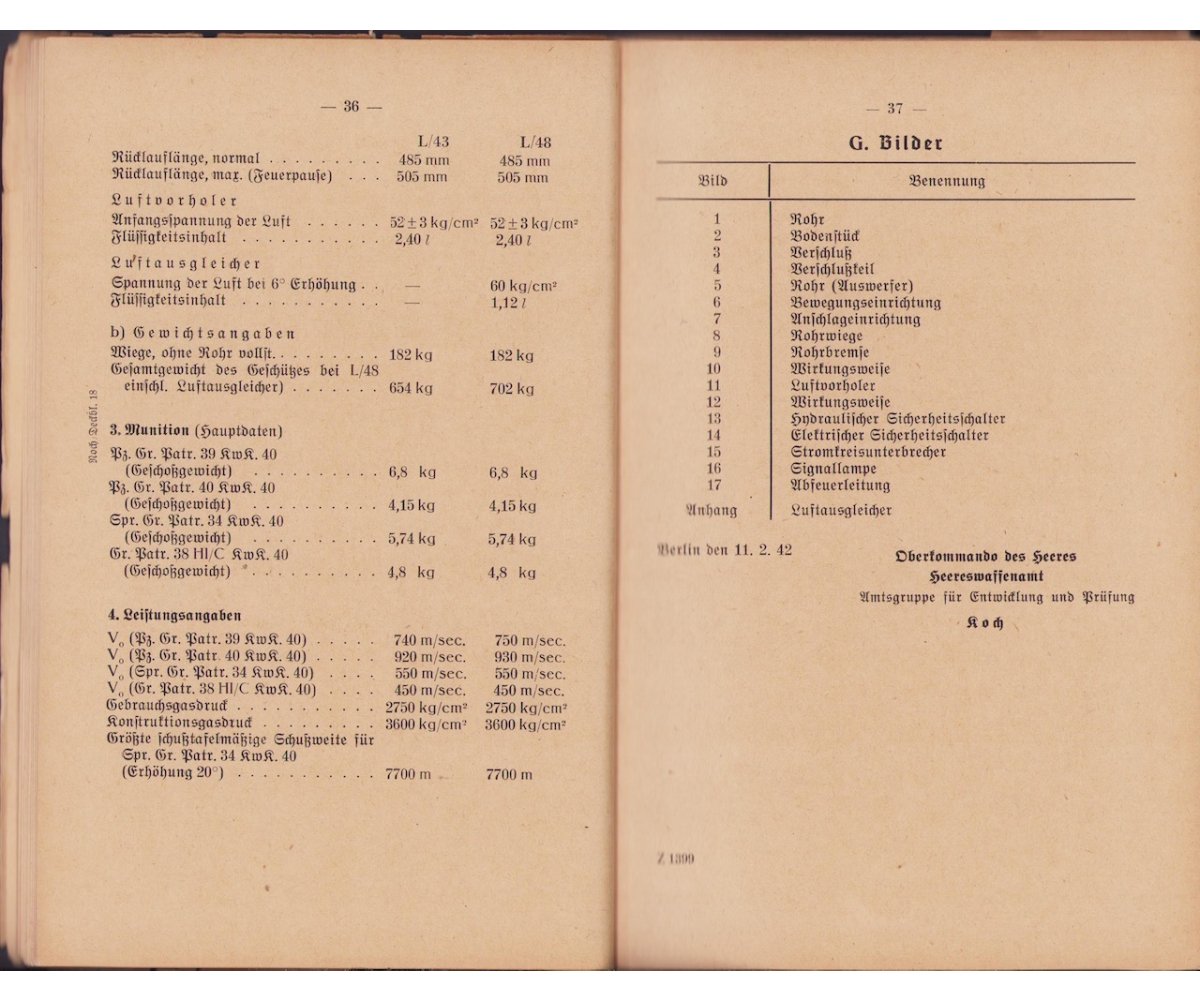 — 36 —
L/43 L/48
Rücklauflänge, normal . . . . . . . . . 485 mm 485 mm
Rücklauflänge, max. (Feuerpause) . . . 505 mm 505 mm
Luftvorholer
Anfangsspannung der Luft . . . . . . 52 ± 3 kg/cm² 52 ± 3 kg/cm²
Flüssigkeitsinhalt . . . . . . . . . . . 2,40 l 2,40 l
Luftausgleicher
Spannung der Luft bei 6° Erhöhung . . — 60 kg/cm²
Flüssigkeitsinhalt . . . . . . . . . . . — 1,12 l
b) Gewichtsangaben
Wiege, ohne Rohr vollst. . . . . . . . . 182 kg 182 kg
Gesamtgewicht des Geschützes bei L/48
einschl. Luftausgleicher) . . . . . . . 654 kg 702 kg
Noch Deckbl. 18
3. Munition (Hauptdaten)
Pz. Gr. Patr. 39 KwK. 40
(Geschoßgewicht) . . . . . . . . . . 6,8 kg 6,8 kg
Pz. Gr. Patr. 40 KwK. 40
(Geschoßgewicht) . . . . . . . . . . 4,15 kg 4,15 kg
Spr. Gr. Patr. 34 KwK. 40
(Geschoßgewicht) . . . . . . . . . . 5,74 kg 5,74 kg
Gr. Patr. 38 Hl/C KwK. 40
(Geschoßgewicht) . . . . . . . . . . 4,8 kg 4,8 kg
4. Leistungsangaben
V₀ (Pz. Gr. Patr. 39 KwK. 40) . . . . . 740 m/sec. 750 m/sec.
V₀ (Pz. Gr. Patr. 40 KwK. 40) . . . . . 920 m/sec. 930 m/sec.
V₀ (Spr. Gr. Patr. 34 KwK. 40) . . . . 550 m/sec. 550 m/sec.
V₀ (Gr. Patr. 38 Hl/C KwK. 40) . . . . 450 m/sec. 450 m/sec.
Gebrauchsgasdruck . . . . . . . . . . . 2750 kg/cm² 2750 kg/cm²
Konstruktionsgasdruck . . . . . . . . . 3600 kg/cm² 3600 kg/cm²
Größte schußtafelmäßige Schußweite für
Spr. Gr. Patr. 34 KwK. 40
(Erhöhung 20°) . . . . . . . . . . . 7700 m 7700 m
— 37 —
G. Bilder
Bild Benennung
1 Rohr
2 Bodenstück
3 Verschluß
4 Verschlußkeil
5 Rohr (Auswerfer)
6 Bewegungseinrichtung
7 Anschlageinrichtung
8 Rohrwiege
9 Rohrbremse
10 Wirkungsweise
11 Luftvorholer
12 Wirkungsweise
13 Hydraulischer Sicherheitsschalter
14 Elektrischer Sicherheitsschalter
15 Stromkreisunterbrecher
16 Signallampe
17 Abfeuerleitung
Anhang Luftausgleicher
Berlin den 11. 2. 42
Oberkommando des Heeres
Heereswaffenamt
Amtsgruppe für Entwicklung und Prüfung
Koch
Z 1399